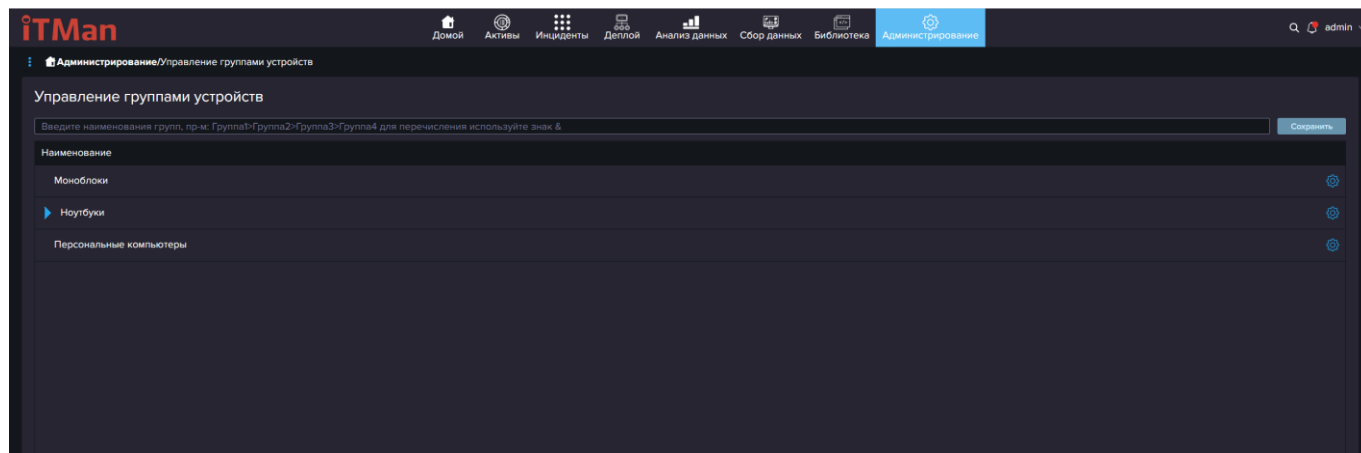 iTMan
Домой Активы Инциденты Деплой Анализ данных Сбор данных Библиотека Администрирование
admin
Администрирование/Управление группами устройств
Управление группами устройств
Введите наименования групп, пр-м: Группа1>Группа2>Группа3>Группа4 для перечисления используйте знак &
Сохранить
Наименование
Моноблоки
Ноутбуки
Персональные компьютеры